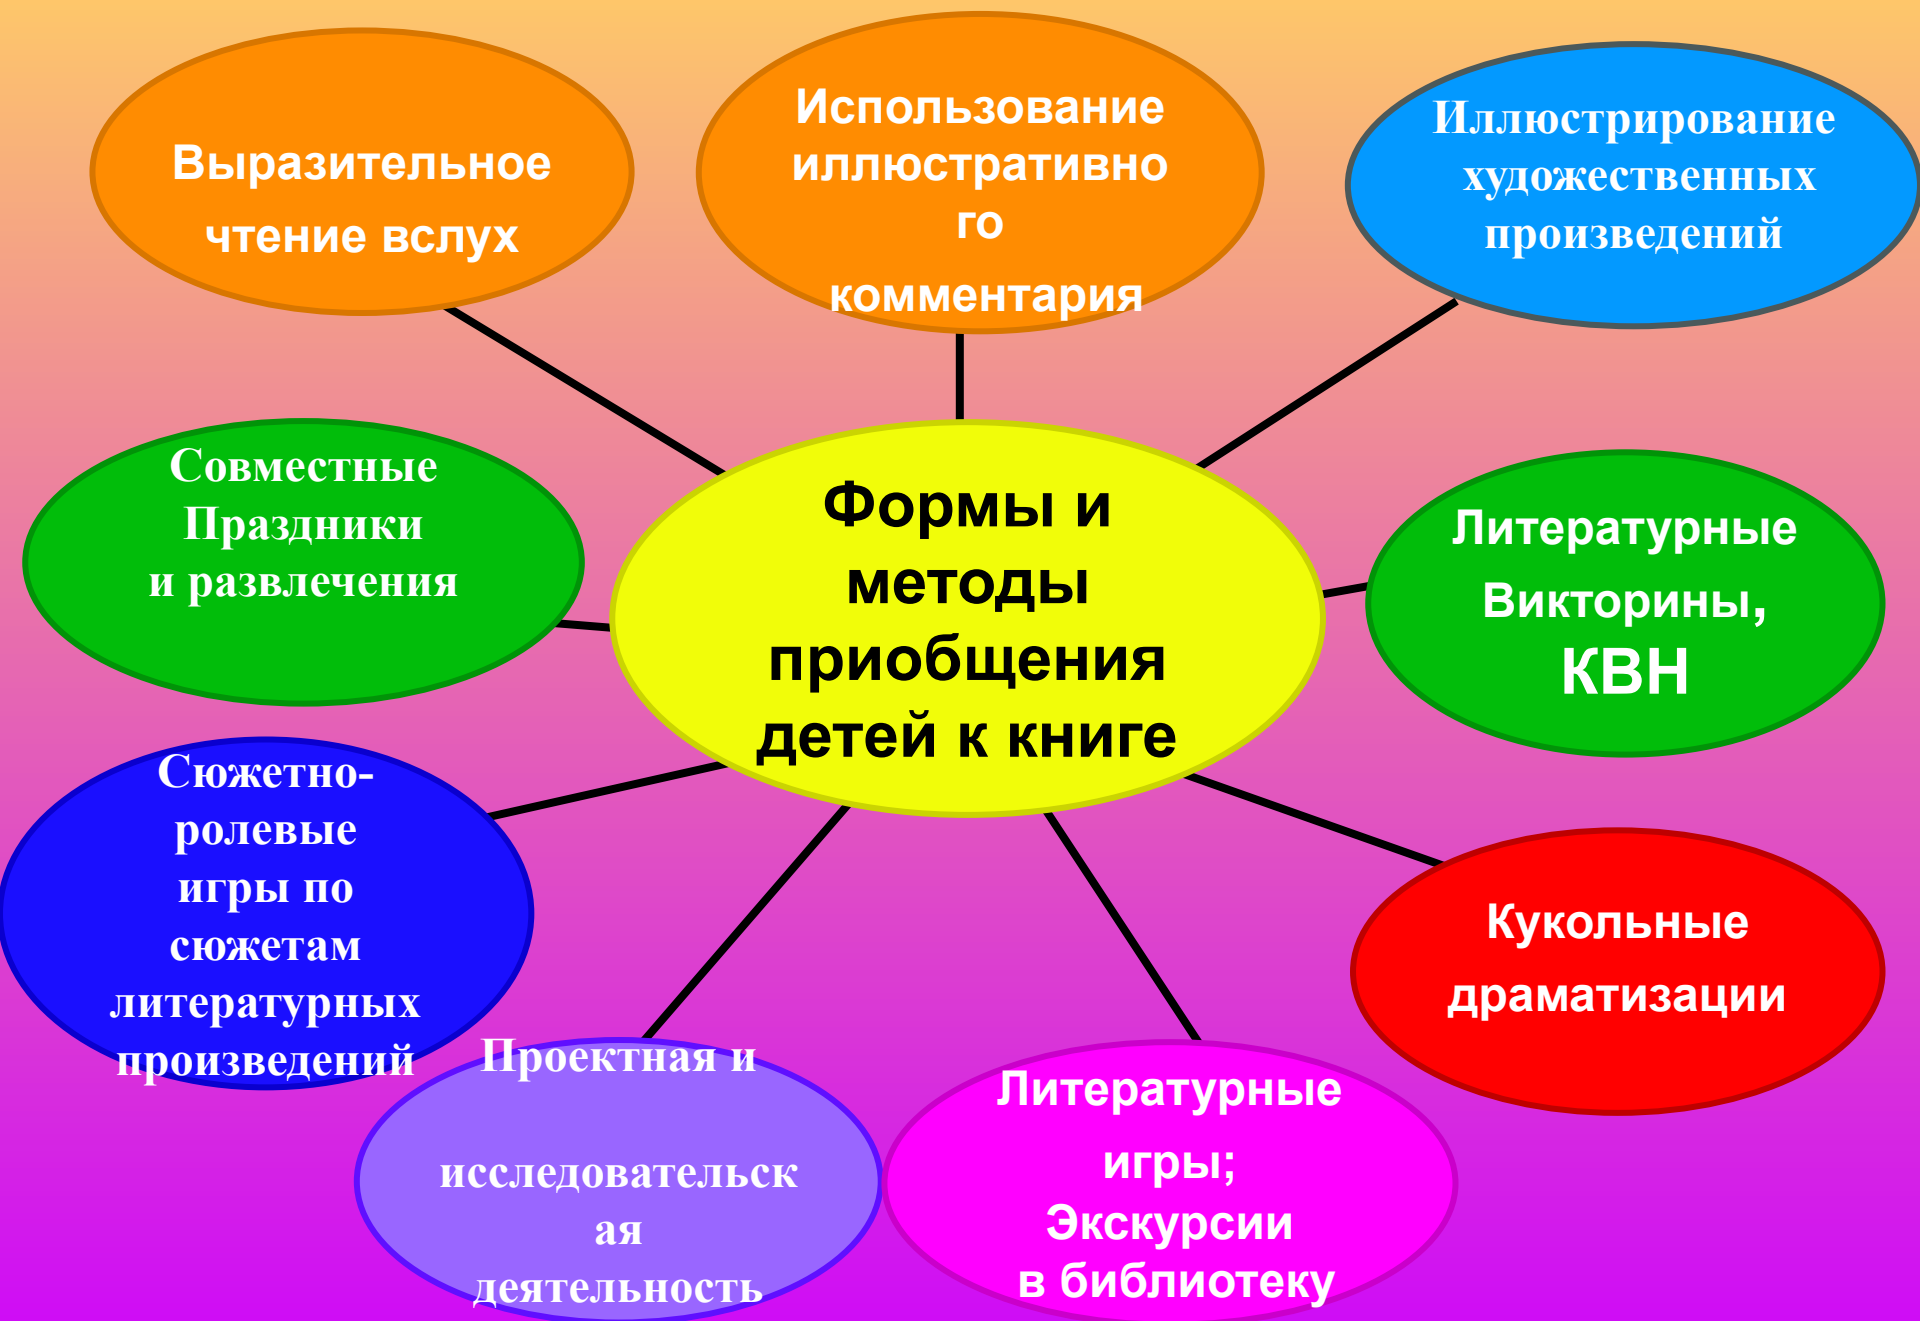 Выразительное
чтение вслух
Использование
иллюстративно
го
комментария
Иллюстрирование
художественных
произведений
Совместные
Праздники
и развлечения
Формы и
методы
приобщения
детей к книге
Литературные
Викторины,
КВН
Сюжетно-
ролевые
игры по
сюжетам
литературных
произведений
Кукольные
драматизации
Проектная и
исследовательск
ая
деятельность
Литературные
игры;
Экскурсии
в библиотеку